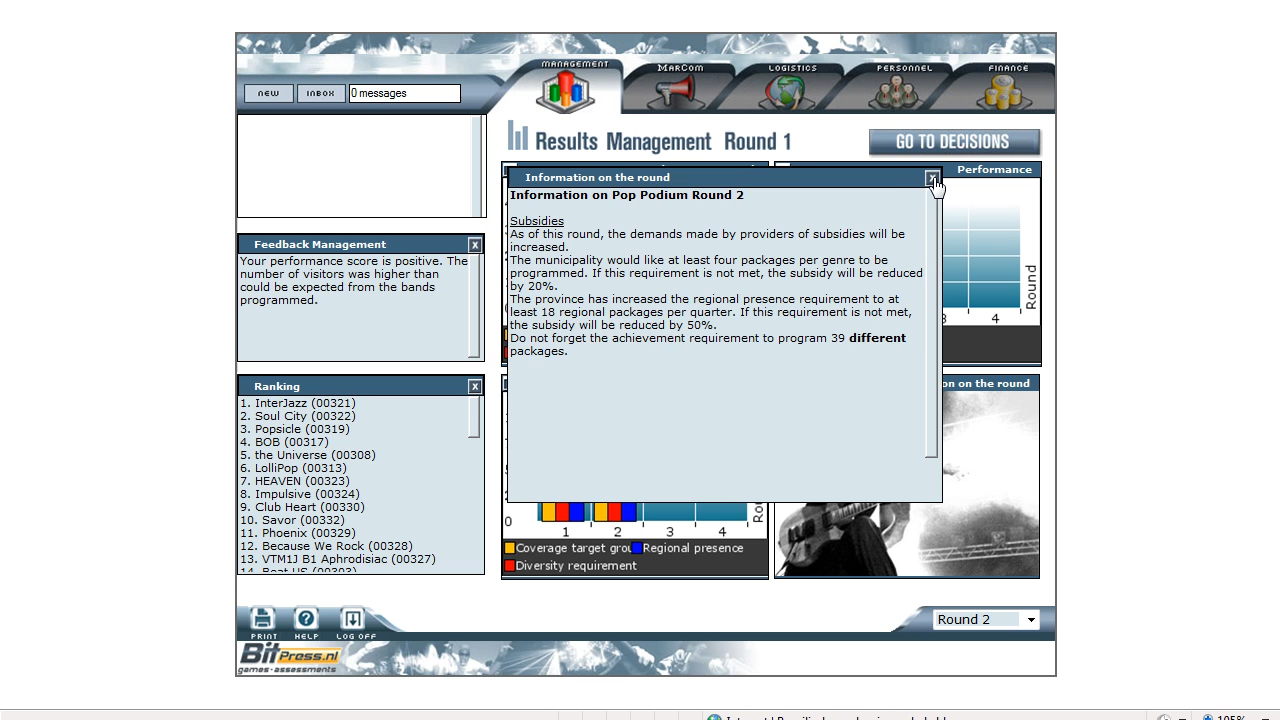 MANAGEMENT
MARCOM
LOGISTICS
PERSONNEL
FINANCE
NEW
INBOX
0 messages
Results Management Round 1
GO TO DECISIONS
Performance
Information on the round
Information on Pop Podium Round 2
Subsidies
As of this round, the demands made by providers of subsidies will be
increased.
The municipality would like at least four packages per genre to be
programmed. If this requirement is not met, the subsidy will be reduced
by 20%.
The province has increased the regional presence requirement to at
least 18 regional packages per quarter. If this requirement is not met,
the subsidy will be reduced by 50%.
Do not forget the achievement requirement to program 39 different
packages.
Feedback Management
Your performance score is positive. The
number of visitors was higher than
could be expected from the bands
programmed.
Ranking
1. InterJazz (00321)
2. Soul City (00322)
3. Popsicle (00319)
4. BOB (00317)
5. the Universe (00308)
6. LolliPop (00313)
7. HEAVEN (00323)
8. Impulsive (00324)
9. Club Heart (00330)
10. Savor (00332)
11. Phoenix (00329)
12. Because We Rock (00328)
13. VTM1J B1 Aphrodisiac (00327)
Round
4
on on the round
0
1 2 3 4
Coverage target grou
Regional presence
Diversity requirement
PRINT
HELP
LOG OFF
Round 2
BitPress.nl
games-assessments
105%